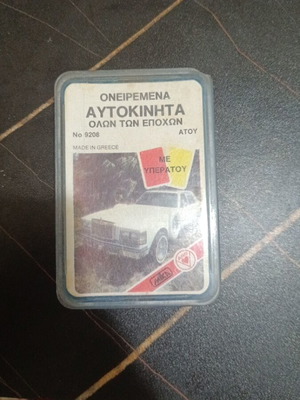 ΟΝΕΙΡΕΜΕΝΑ
ΑΥΤΟΚΙΝΗΤΑ
ΟΛΩΝ ΤΩΝ ΕΠΟΧΩΝ
No 9208 ΑΤΟΥ
MADE IN GREECE
ΜΕ
ΥΠΕΡΑΤΟΥ